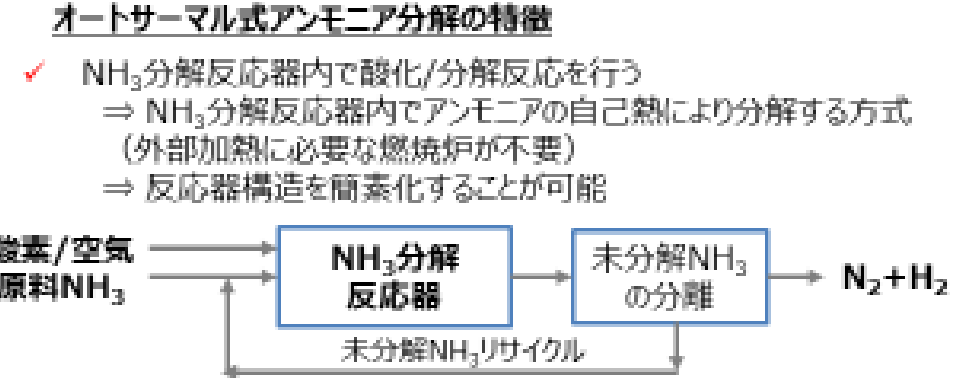 オートサーマル式アンモニア分解の特徴
✓ NH₃分解反応器内で酸化/分解反応を行う
⇒ NH₃分解反応器内でアンモニアの自己熱により分解する方式
（外部加熱に必要な燃焼炉が不要）
⇒ 反応器構造を簡素化することが可能
酸素/空気
原料NH₃
NH₃分解
反応器
未分解NH₃
の分離
N₂+H₂
未分解NH₃リサイクル